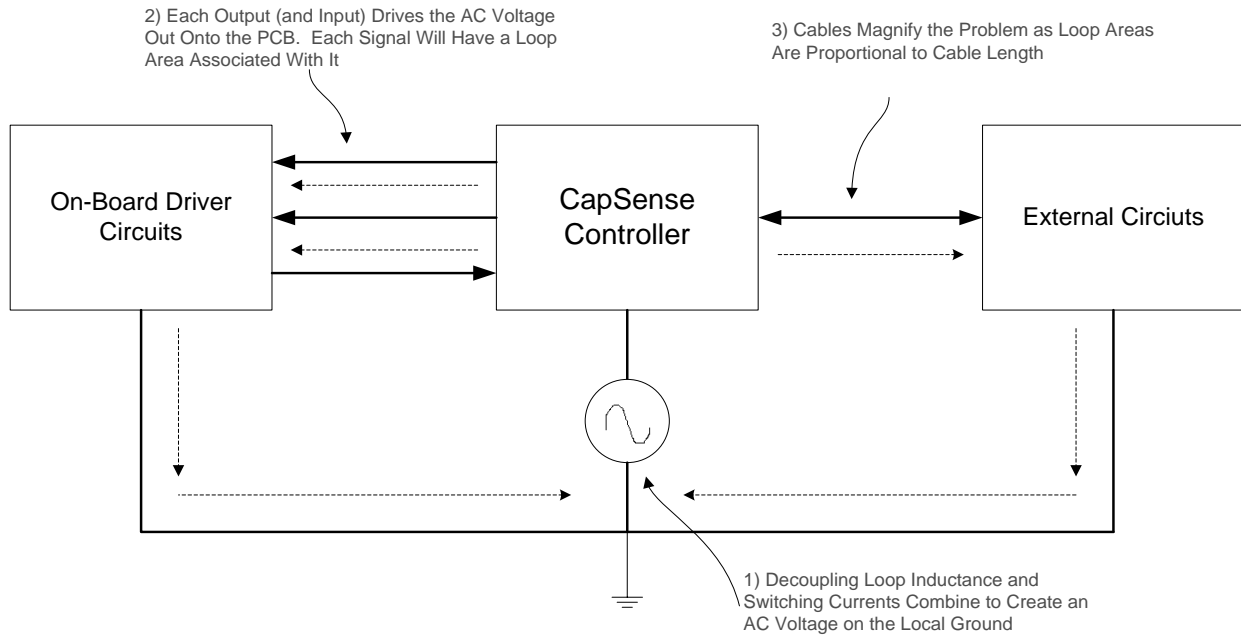 2) Each Output (and Input) Drives the AC Voltage
Out Onto the PCB.  Each Signal Will Have a Loop
Area Associated With It
3) Cables Magnify the Problem as Loop Areas
Are Proportional to Cable Length
On-Board Driver
Circuits
CapSense
Controller
External Circiuts
1) Decoupling Loop Inductance and
Switching Currents Combine to Create an
AC Voltage on the Local Ground